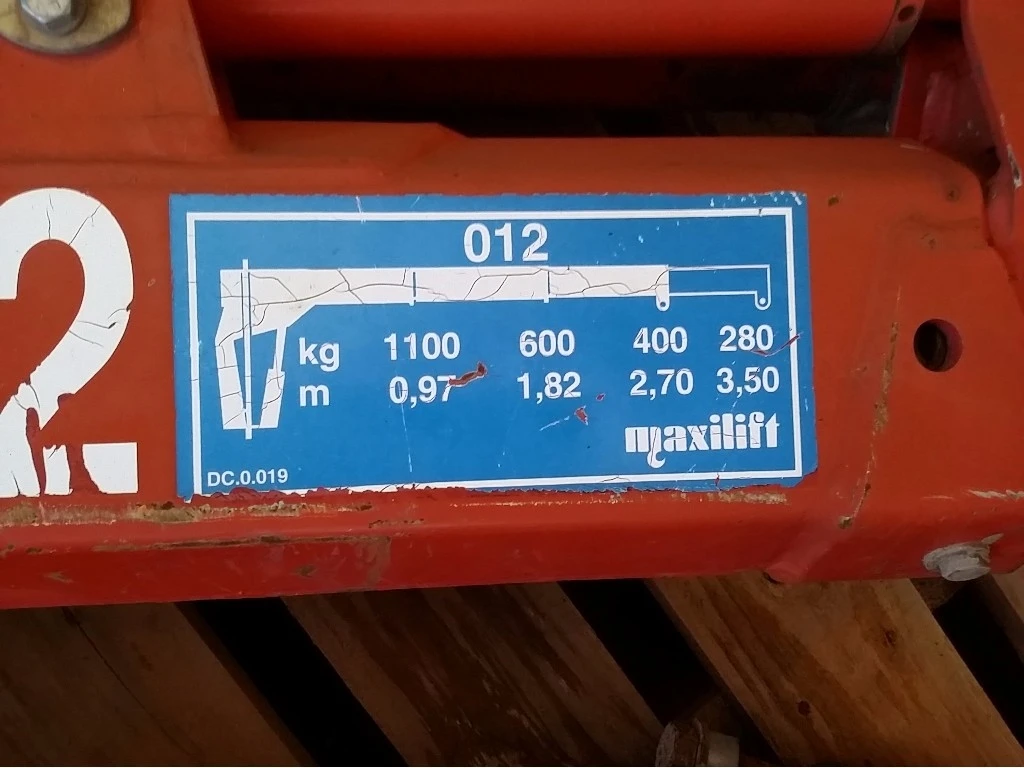 2
012
kg 1100 600 400 280
m 0,97 1,82 2,70 3,50
maxilift
DC.0.019